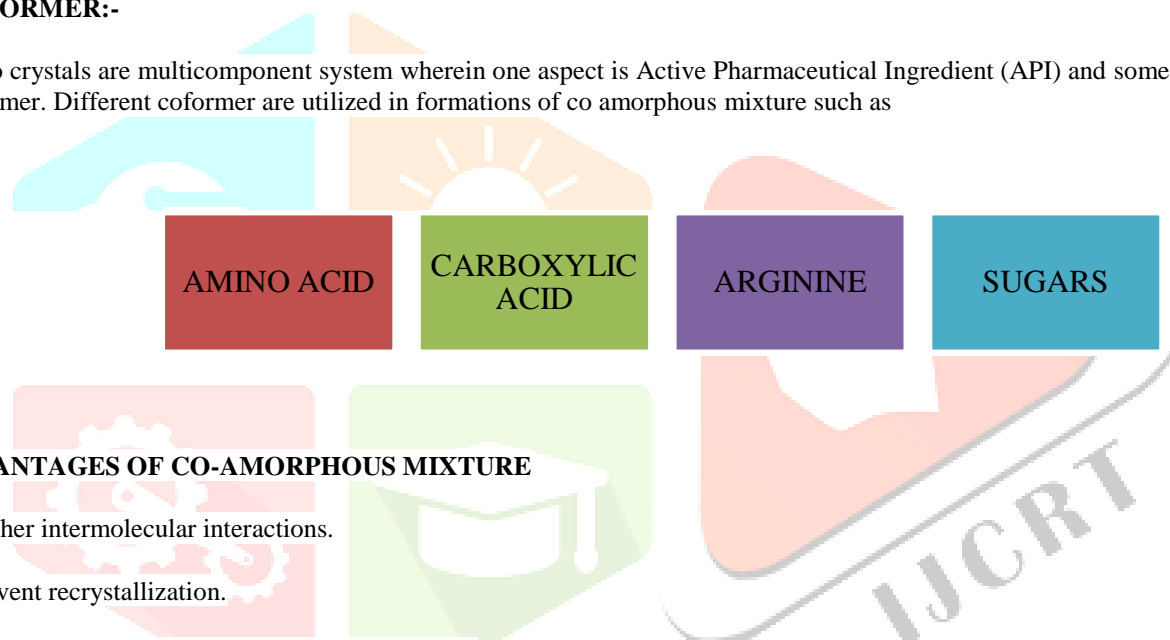 ORMER:-
o crystals are multicomponent system wherein one aspect is Active Pharmaceutical Ingredient (API) and some
mer. Different coformer are utilized in formations of co amorphous mixture such as
AMINO ACID
CARBOXYLIC
ACID
ARGININE
SUGARS
ANTAGES OF CO-AMORPHOUS MIXTURE
her intermolecular interactions.
vent recrystallization.
IJCRT